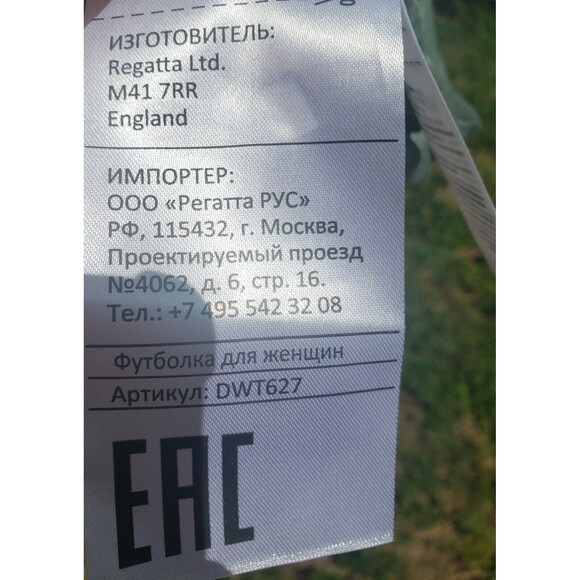 ИЗГОТОВИТЕЛЬ:
Regatta Ltd.
M41 7RR
England
ИМПОРТЕР:
ООО «Регатта РУС»
РФ, 115432, г. Москва,
Проектируемый проезд
№4062, д. 6, стр. 16.
Тел.: +7 495 542 32 08
Футболка для женщин
Артикул: DWT627
EAC